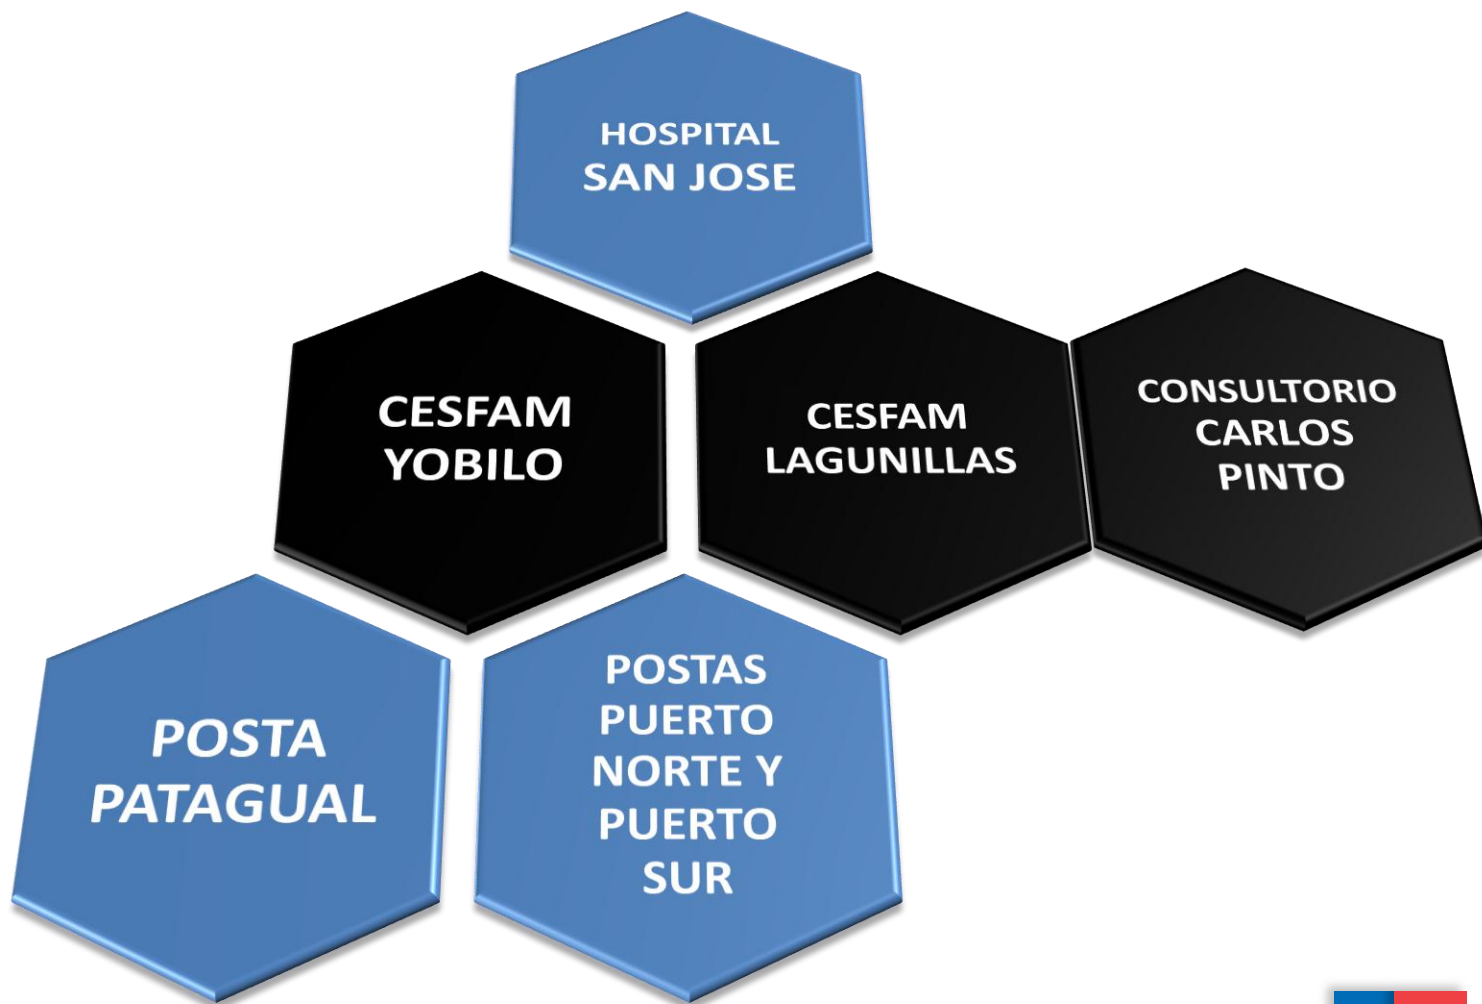 HOSPITAL
SAN JOSE
CESFAM
YOBILO
CESFAM
LAGUNILLAS
CONSULTORIO
CARLOS
PINTO
POSTA
PATAGUAL
POSTAS
PUERTO
NORTE Y
PUERTO
SUR